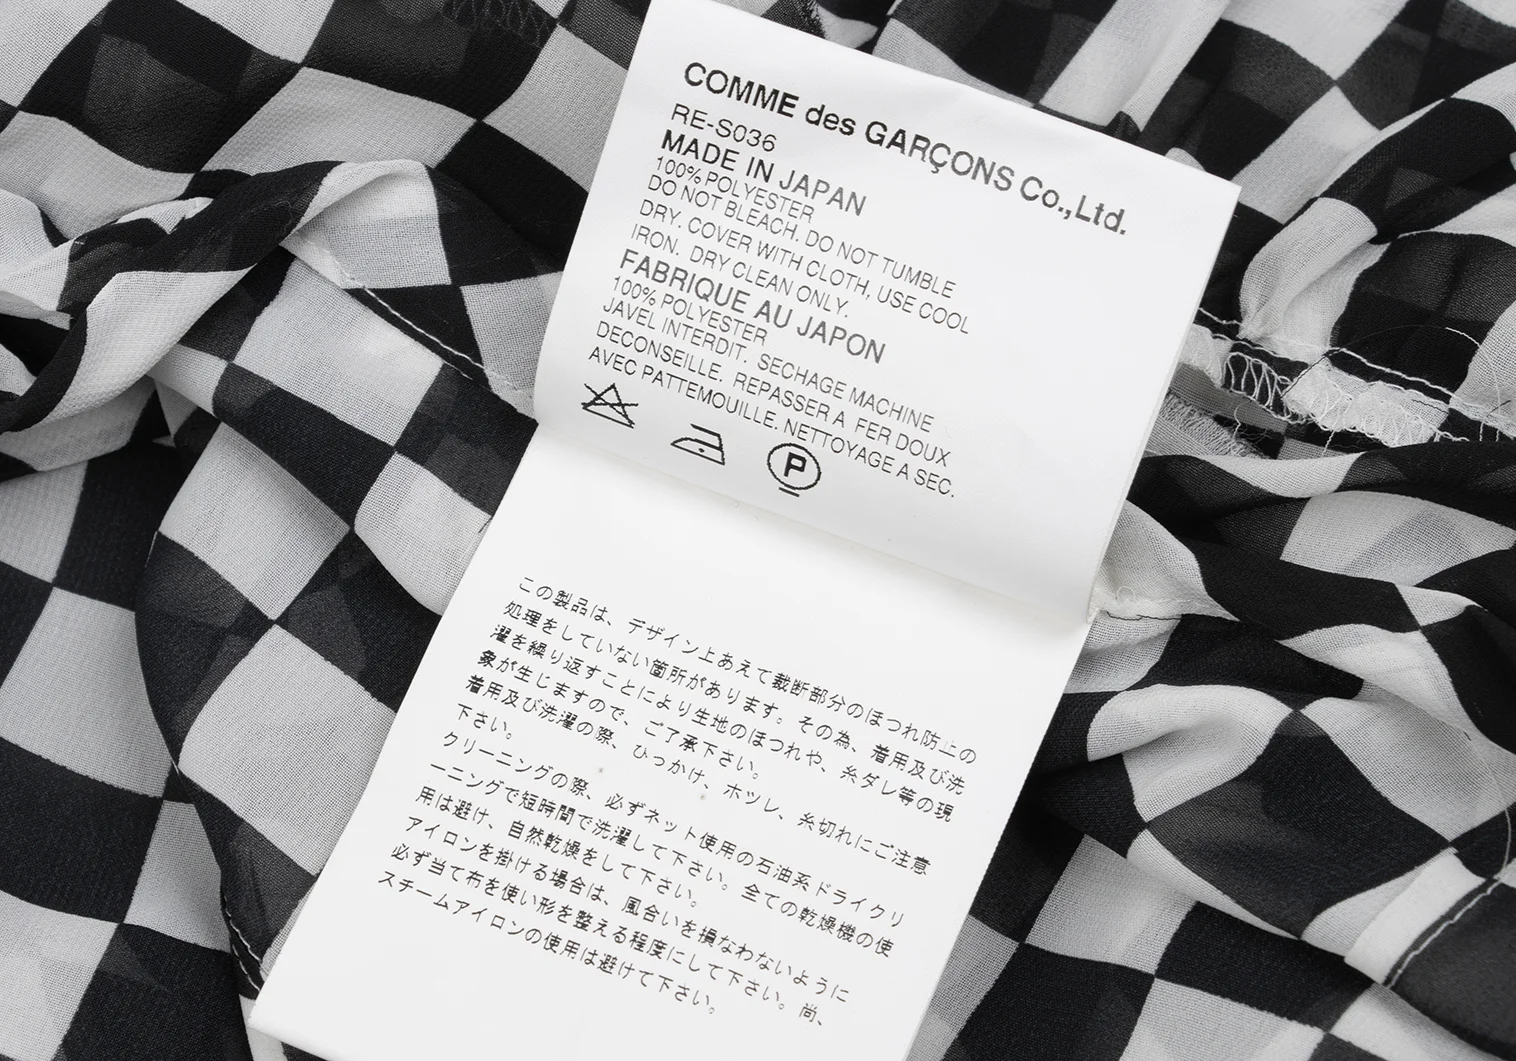 COMME des GARÇONS Co.,Ltd.
RE-S036
MADE IN JAPAN
100% POLYESTER
DO NOT BLEACH. DO NOT TUMBLE
DRY. COVER WITH CLOTH, USE COOL
IRON. DRY CLEAN ONLY.
FABRIQUE AU JAPON
100% POLYESTER
JAVEL INTERDIT. SECHAGE MACHINE
DECONSEILLE. REPASSER A FER DOUX
AVEC PATTEMOUILLE. NETTOYAGE A SEC.
P
この製品は、デザイン上あえて裁断部分のほつれ防止の
処理をしていない箇所があります。その為、着用及び洗
濯を繰り返すことにより生地のほつれや、糸ダレ等の現
象が生じますので、ご了承下さい。
着用及び洗濯の際、ひっかけ、ホツレ、糸切れにご注意
下さい。
クリーニングの際、必ずネット使用の石油系ドライクリ
ーニングで短時間で洗濯して下さい。全ての乾燥機の使
用は避け、自然乾燥をして下さい。
アイロンを掛ける場合は、風合いを損なわないように
必ず当て布を使い形を整える程度にして下さい。尚、
スチームアイロンの使用は避けて下さい。